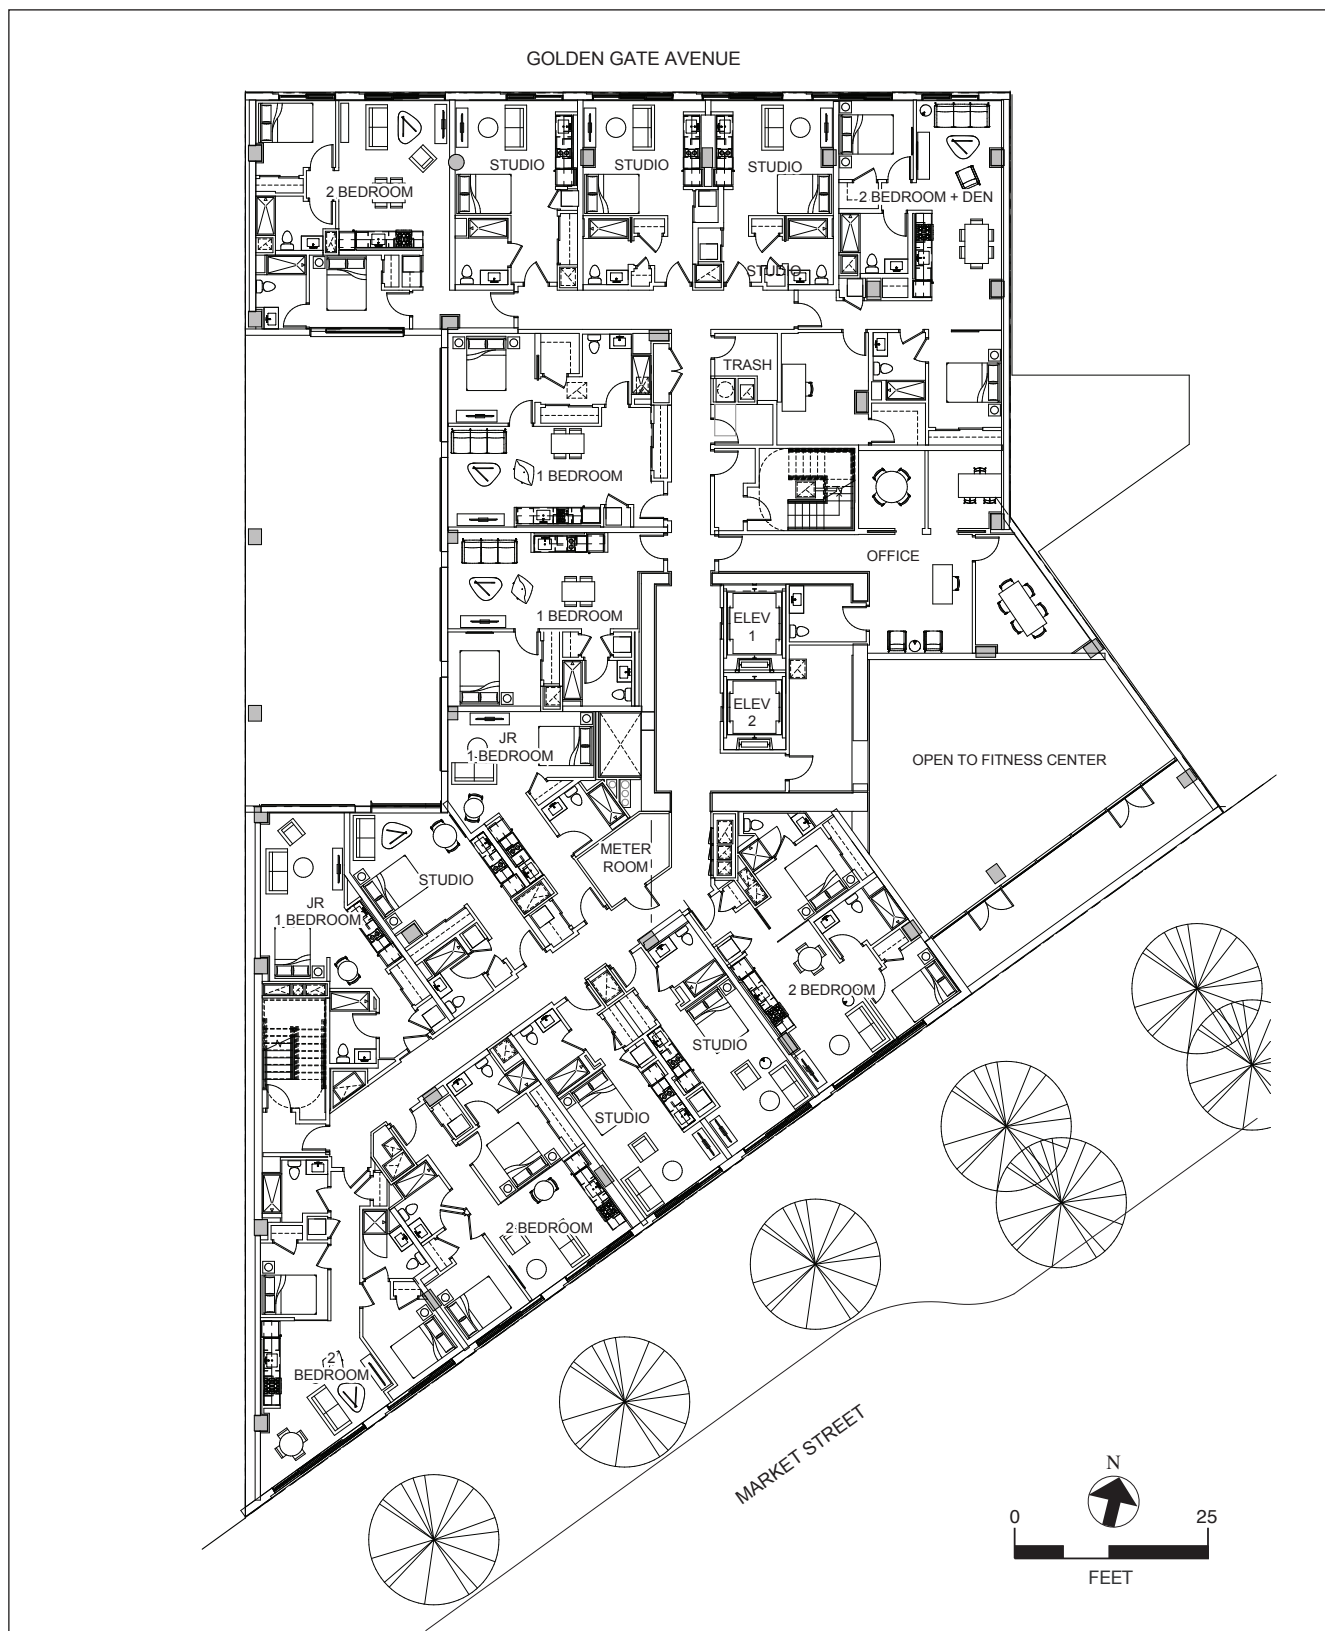 GOLDEN GATE AVENUE
STUDIO
STUDIO
STUDIO
2 BEDROOM
2 BEDROOM + DEN
STUDIO
TRASH
1 BEDROOM
OFFICE
1 BEDROOM
ELEV
1
ELEV
2
JR
1 BEDROOM
OPEN TO FITNESS CENTER
METER
ROOM
STUDIO
JR
1 BEDROOM
2 BEDROOM
STUDIO
STUDIO
2 BEDROOM
2
BEDROOM
MARKET STREET
N
0 25
FEET